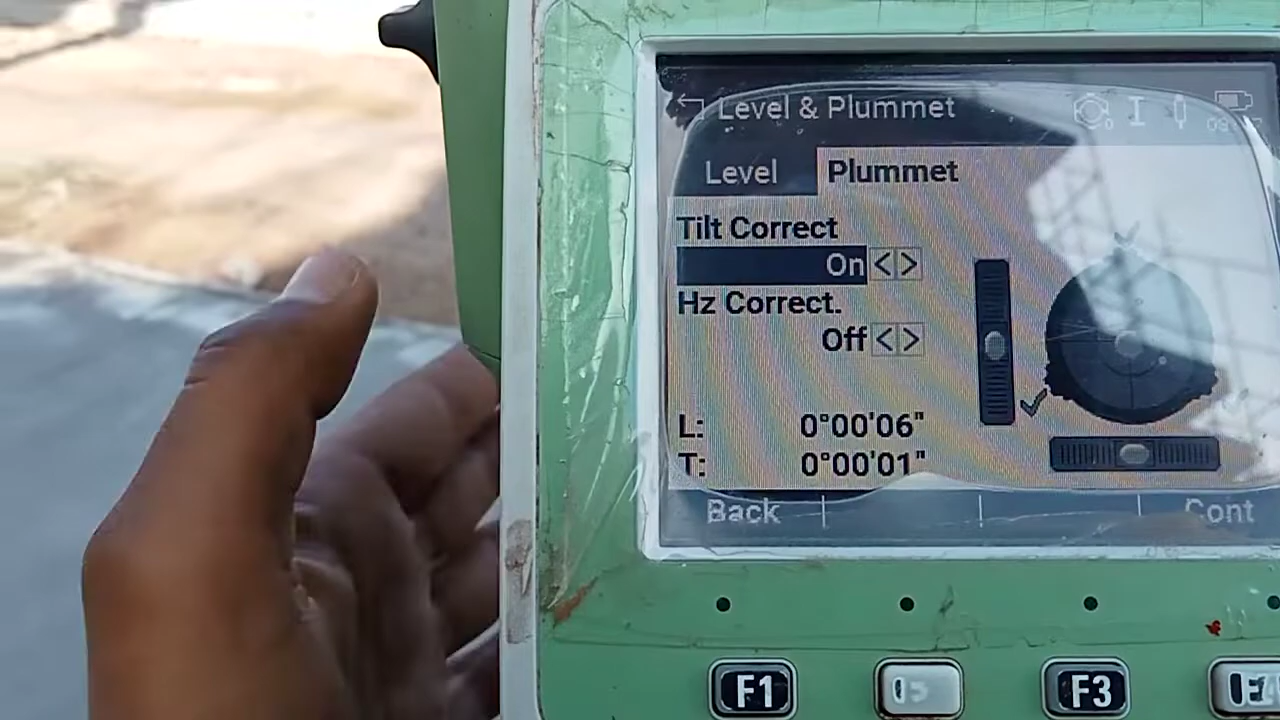 Level & Plummet
Level Plummet
Tilt Correct
On
Hz Correct.
Off
L: 0°00'06"
T: 0°00'01"
Back Cont
F1 F3